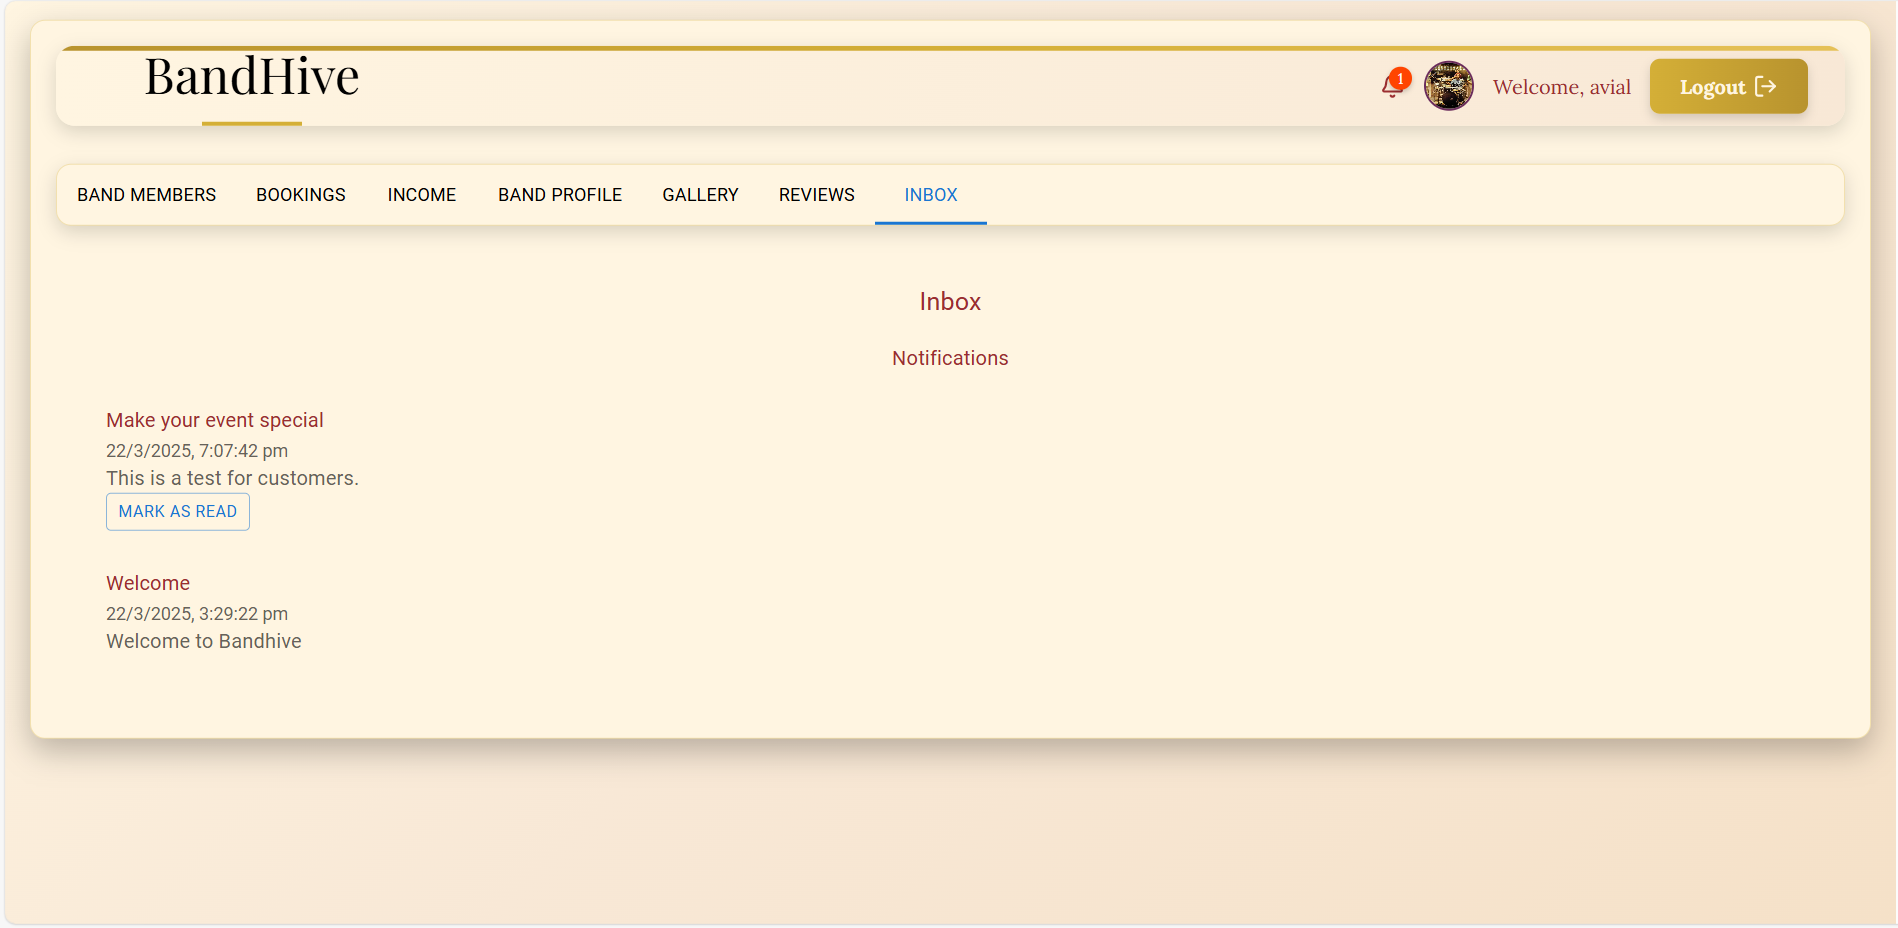 BandHive
1
Welcome, avial
Logout
BAND MEMBERS BOOKINGS INCOME BAND PROFILE GALLERY REVIEWS INBOX
Inbox
Notifications
Make your event special
22/3/2025, 7:07:42 pm
This is a test for customers.
MARK AS READ
Welcome
22/3/2025, 3:29:22 pm
Welcome to Bandhive